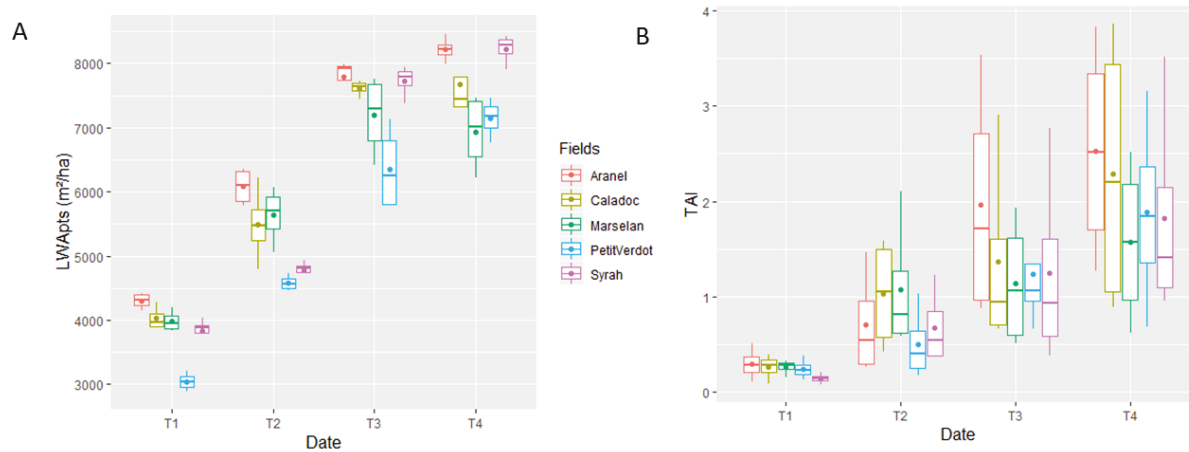 A
LWApts (m²/ha)
8000
7000
6000
5000
4000
3000
T1 T2 T3 T4
Date
Fields
Aranel
Caladoc
Marselan
PetitVerdot
Syrah
B
TAI
4
3
2
1
0
T1 T2 T3 T4
Date